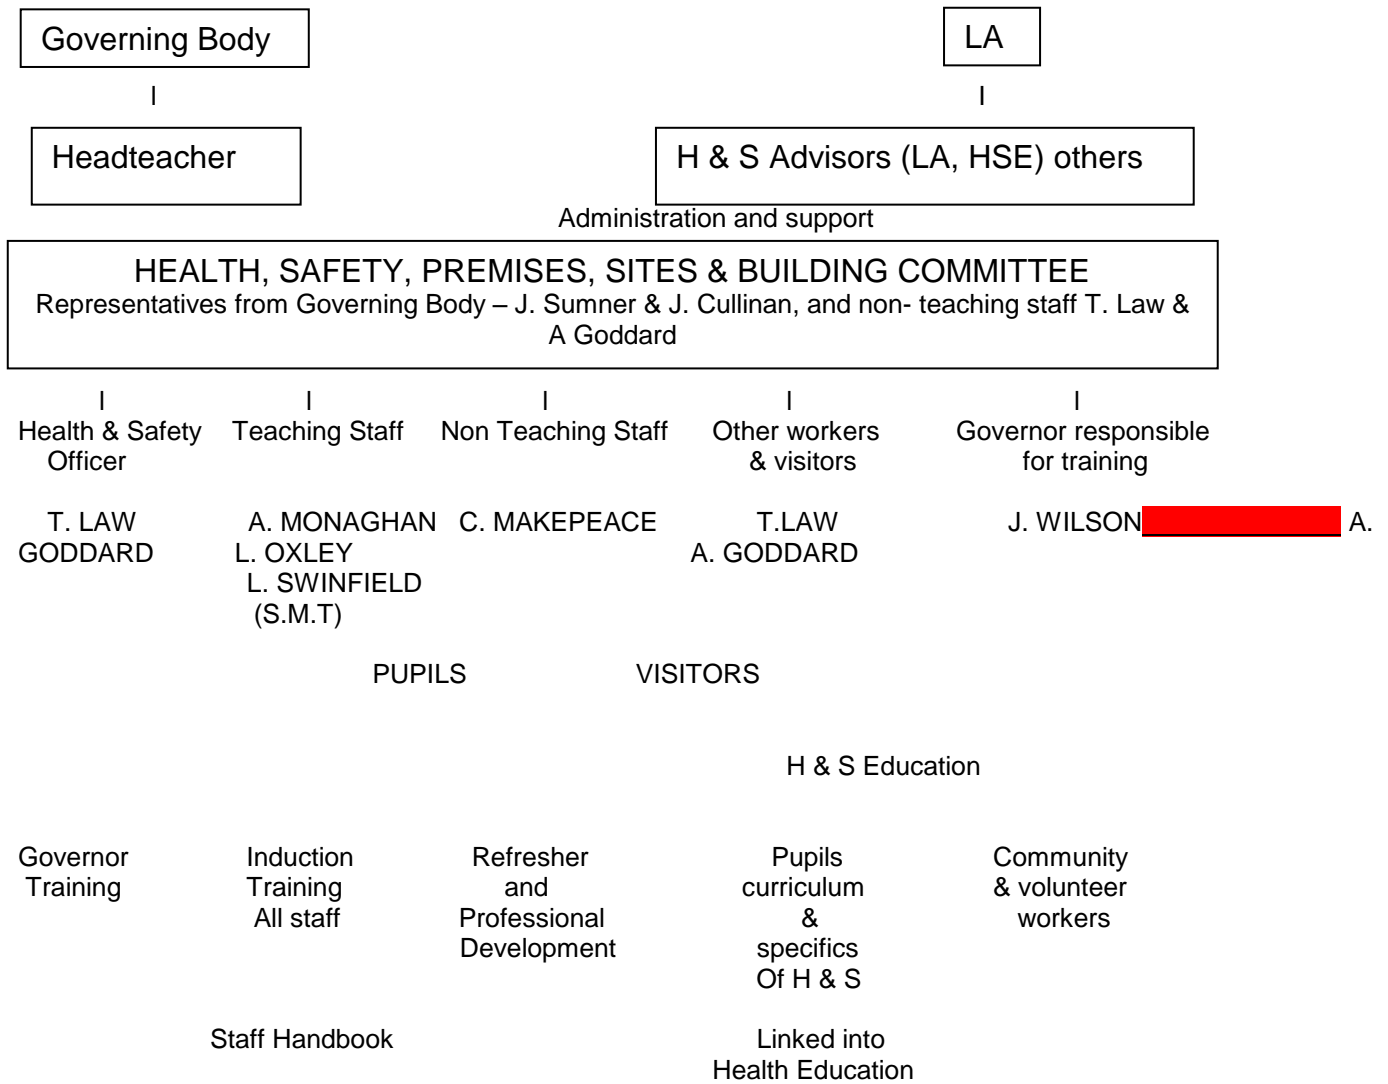 Governing Body LA
I I
Headteacher H & S Advisors (LA, HSE) others
Administration and support
HEALTH, SAFETY, PREMISES, SITES & BUILDING COMMITTEE
Representatives from Governing Body – J. Sumner & J. Cullinan, and non- teaching staff T. Law &
A Goddard
I I I I I
Health & Safety Teaching Staff Non Teaching Staff Other workers Governor responsible
Officer & visitors for training
T. LAW A. MONAGHAN C. MAKEPEACE T.LAW J. WILSON A.
GODDARD L. OXLEY A. GODDARD
L. SWINFIELD
(S.M.T)
PUPILS VISITORS
H & S Education
Governor Induction Refresher Pupils Community
Training Training and curriculum & volunteer
All staff Professional & workers
Development specifics
Of H & S
Staff Handbook Linked into
Health Education